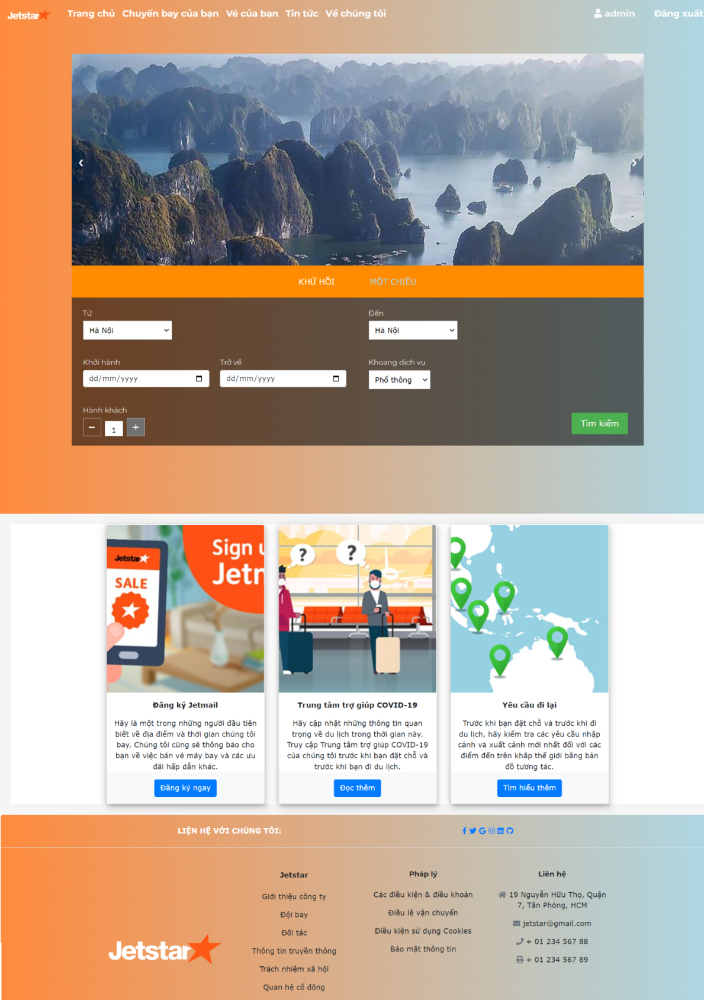 Jetstar
Trang chủ Chuyến bay của bạn Vé của bạn Tin tức Về chúng tôi
admin Đăng xuất
KHỨ HỒI MỘT CHIỀU
Từ Đến
Hà Nội Hà Nội
Khởi hành Trở về Khoang dịch vụ
dd/mm/yyyy dd/mm/yyyy Phổ thông
Hành khách
− 1 + Tìm kiếm
Sign u
Jetstar
Jetm
SALE
? ?
Đăng ký Jetmail
Hãy là một trong những người đầu tiên
biết về địa điểm và thời gian chúng tôi
bay. Chúng tôi cũng sẽ thông báo cho
bạn về việc bán vé máy bay và các ưu
đãi hấp dẫn khác.
Đăng ký ngay
Trung tâm trợ giúp COVID-19
Hãy cập nhật những thông tin quan
trọng về du lịch trong thời gian này.
Truy cập Trung tâm trợ giúp COVID-19
của chúng tôi trước khi bạn đặt chỗ và
trước khi bạn đi du lịch.
Đọc thêm
Yêu cầu đi lại
Trước khi bạn đặt chỗ và trước khi đi
du lịch, hãy kiểm tra các yêu cầu nhập
cảnh và xuất cảnh mới nhất đối với các
điểm đến trên khắp thế giới bằng bản
đồ tương tác.
Tìm hiểu thêm
LIỆN HỆ VỚI CHÚNG TÔI:
Jetstar
Jetstar
Giới thiệu công ty
Đội bay
Đối tác
Thông tin truyền thông
Trách nhiệm xã hội
Quan hệ cổ đông
Pháp lý
Các điều kiện & điều khoản
Điều lệ vận chuyển
Điều kiện sử dụng Cookies
Bảo mật thông tin
Liên hệ
19 Nguyễn Hữu Thọ, Quận
7, Tân Phòng, HCM
jetstar@gmail.com
+ 01 234 567 88
+ 01 234 567 89